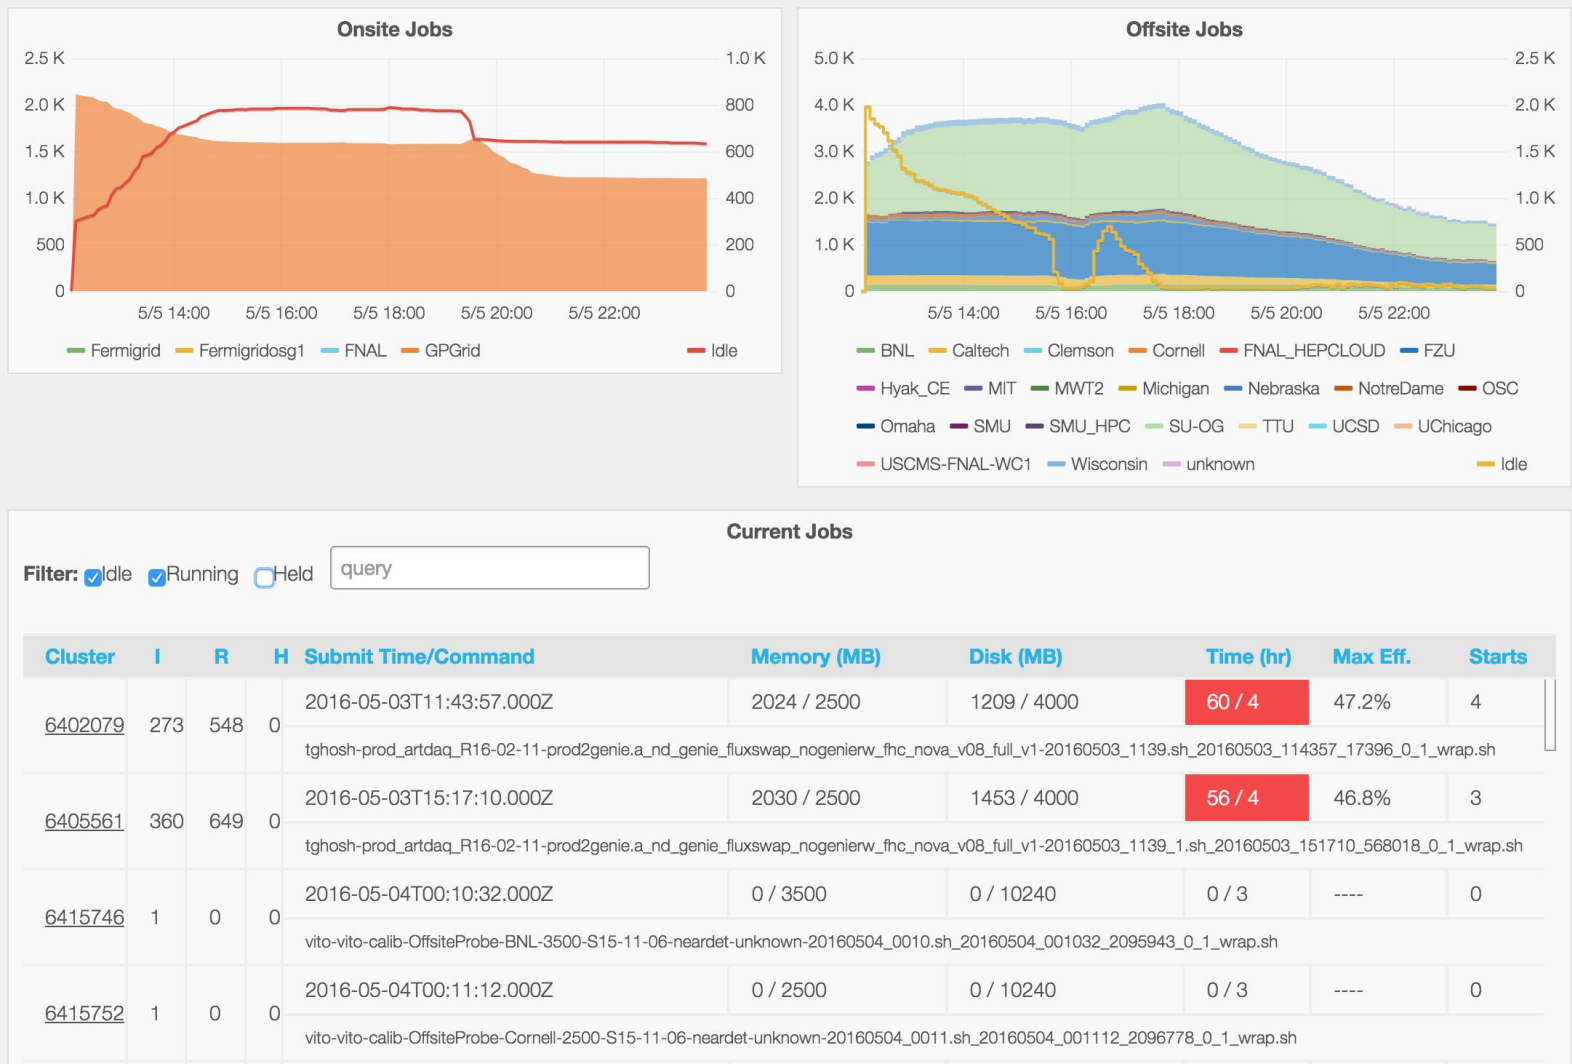 Onsite Jobs
2.5 K
2.0 K
1.5 K
1.0 K
500
0
1.0 K
800
600
400
200
0
5/5 14:00 5/5 16:00 5/5 18:00 5/5 20:00 5/5 22:00
Fermigrid Fermigridosg1 FNAL GPGrid Idle
Offsite Jobs
5.0 K
4.0 K
3.0 K
2.0 K
1.0 K
0
2.5 K
2.0 K
1.5 K
1.0 K
500
0
5/5 14:00 5/5 16:00 5/5 18:00 5/5 20:00 5/5 22:00
BNL Caltech Clemson Cornell FNAL_HEPCLOUD FZU
Hyak_CE MIT MWT2 Michigan Nebraska NotreDame OSC
Omaha SMU SMU_HPC SU-OG TTU UCSD UChicago
USCMS-FNAL-WC1 Wisconsin unknown Idle
Current Jobs
Filter: Idle Running Held query
Cluster I R H Submit Time/Command Memory (MB) Disk (MB) Time (hr) Max Eff. Starts
6402079 273 548 0 2016-05-03T11:43:57.000Z 2024 / 2500 1209 / 4000 60 / 4 47.2% 4
tghosh-prod_artdaq_R16-02-11-prod2genie.a_nd_genie_fluxswap_nogenierw_fhc_nova_v08_full_v1-20160503_1139.sh_20160503_114357_17396_0_1_wrap.sh
6405561 360 649 0 2016-05-03T15:17:10.000Z 2030 / 2500 1453 / 4000 56 / 4 46.8% 3
tghosh-prod_artdaq_R16-02-11-prod2genie.a_nd_genie_fluxswap_nogenierw_fhc_nova_v08_full_v1-20160503_1139_1.sh_20160503_151710_568018_0_1_wrap.sh
6415746 1 0 0 2016-05-04T00:10:32.000Z 0 / 3500 0 / 10240 0 / 3 ---- 0
vito-vito-calib-OffsiteProbe-BNL-3500-S15-11-06-neardet-unknown-20160504_0010.sh_20160504_001032_2095943_0_1_wrap.sh
6415752 1 0 0 2016-05-04T00:11:12.000Z 0 / 2500 0 / 10240 0 / 3 ---- 0
vito-vito-calib-OffsiteProbe-Cornell-2500-S15-11-06-neardet-unknown-20160504_0011.sh_20160504_001112_2096778_0_1_wrap.sh